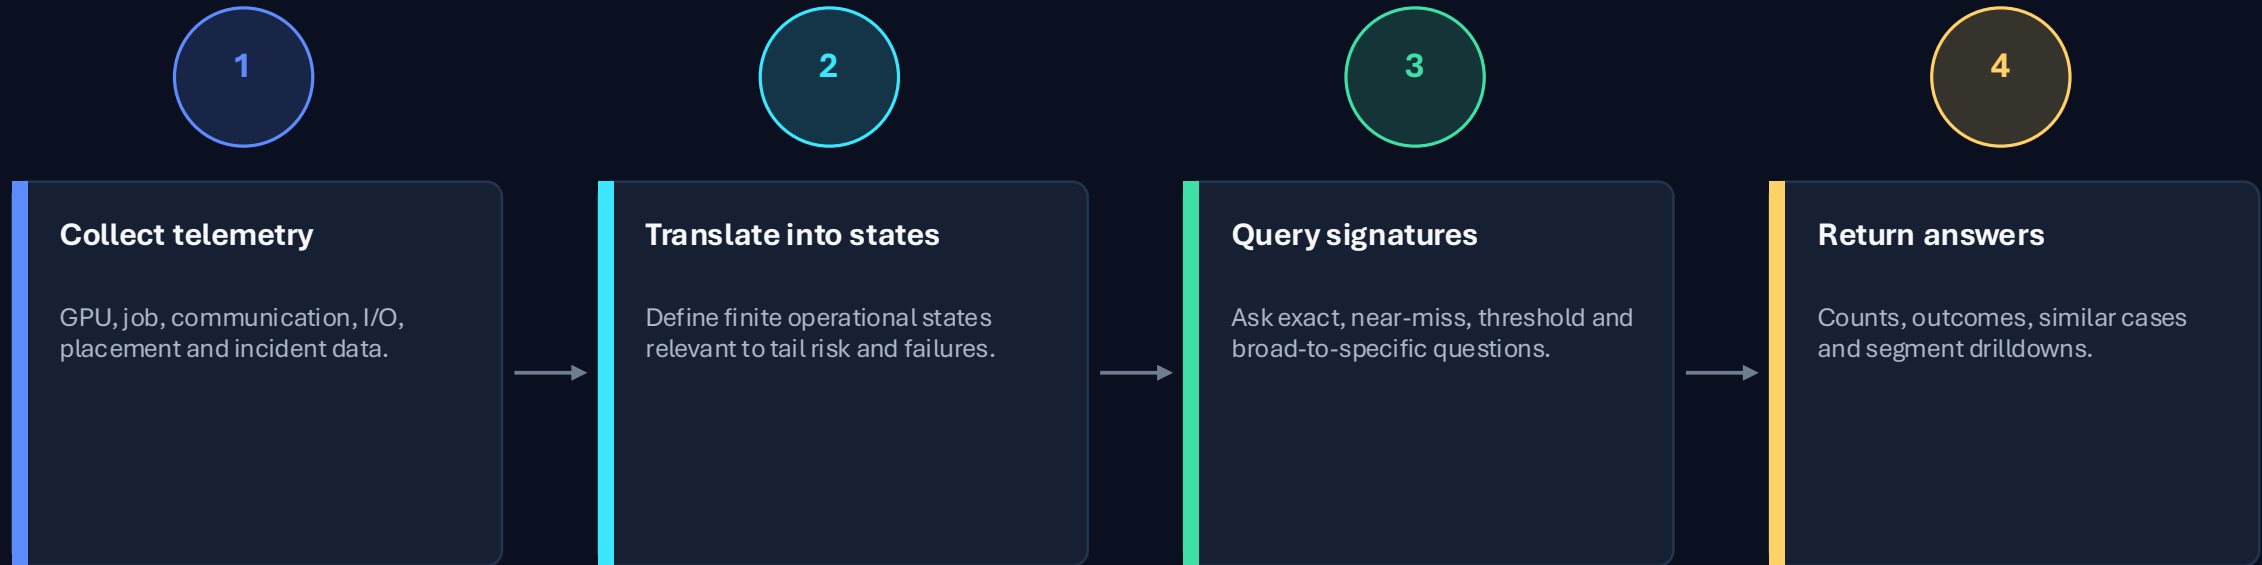 1
2
3
4
Collect telemetry
GPU, job, communication, I/O,
placement and incident data.
Translate into states
Define finite operational states
relevant to tail risk and failures.
Query signatures
Ask exact, near-miss, threshold and
broad-to-specific questions.
Return answers
Counts, outcomes, similar cases
and segment drilldowns.